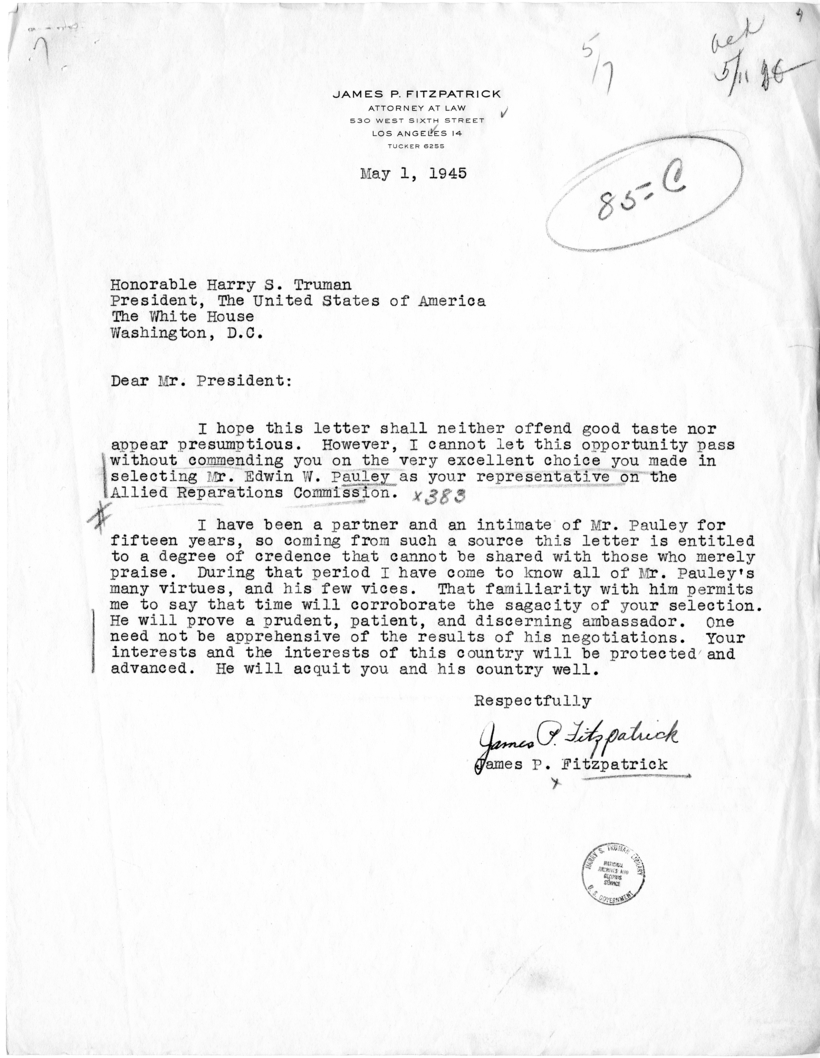 5/7
ack
5/11
JAMES P. FITZPATRICK
ATTORNEY AT LAW
530 WEST SIXTH STREET
LOS ANGELES 14
TUCKER 6255
May 1, 1945
85-C
Honorable Harry S. Truman
President, The United States of America
The White House
Washington, D.C.
Dear Mr. President:
I hope this letter shall neither offend good taste nor
appear presumptious. However, I cannot let this opportunity pass
without commending you on the very excellent choice you made in
selecting Mr. Edwin W. Pauley as your representative on the
Allied Reparations Commission. x383
#
I have been a partner and an intimate of Mr. Pauley for
fifteen years, so coming from such a source this letter is entitled
to a degree of credence that cannot be shared with those who merely
praise. During that period I have come to know all of Mr. Pauley's
many virtues, and his few vices. That familiarity with him permits
me to say that time will corroborate the sagacity of your selection.
He will prove a prudent, patient, and discerning ambassador. One
need not be apprehensive of the results of his negotiations. Your
interests and the interests of this country will be protected and
advanced. He will acquit you and his country well.
Respectfully
James P. Fitzpatrick
James P. Fitzpatrick
x
HARRY S. TRUMAN LIBRARY
NATIONAL
ARCHIVES AND
RECORDS
SERVICE
U.S. GOVERNMENT